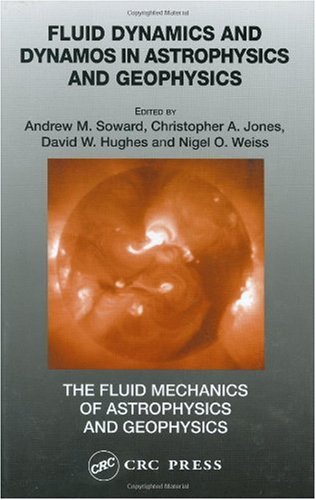 FLUID DYNAMICS AND
DYNAMOS IN ASTROPHYSICS
AND GEOPHYSICS
EDITED BY
Andrew M. Soward, Christopher A. Jones,
David W. Hughes and Nigel O. Weiss
THE FLUID MECHANICS
OF ASTROPHYSICS
AND GEOPHYSICS
CRC CRC PRESS